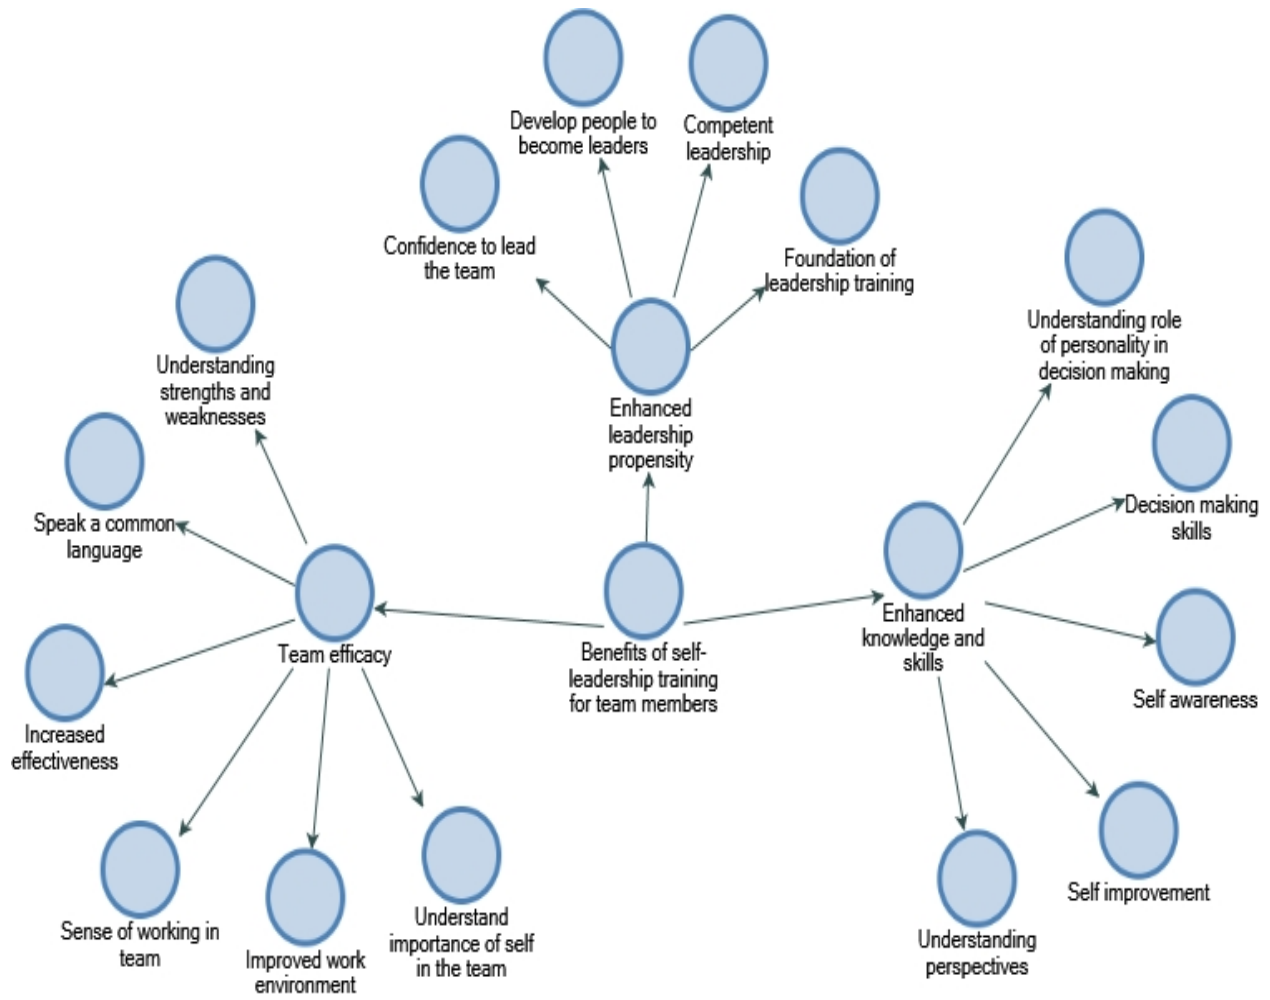 Develop people to
become leaders
Competent
leadership
Confidence to lead
the team
Foundation of
leadership training
Understanding
strengths and
weaknesses
Understanding role
of personality in
decision making
Enhanced
leadership
propensity
Speak a common
language
Decision making
skills
Team efficacy
Benefits of self-
leadership training
for team members
Enhanced
knowledge and
skills
Self awareness
Increased
effectiveness
Self improvement
Sense of working in
team
Improved work
environment
Understand
importance of self
in the team
Understanding
perspectives